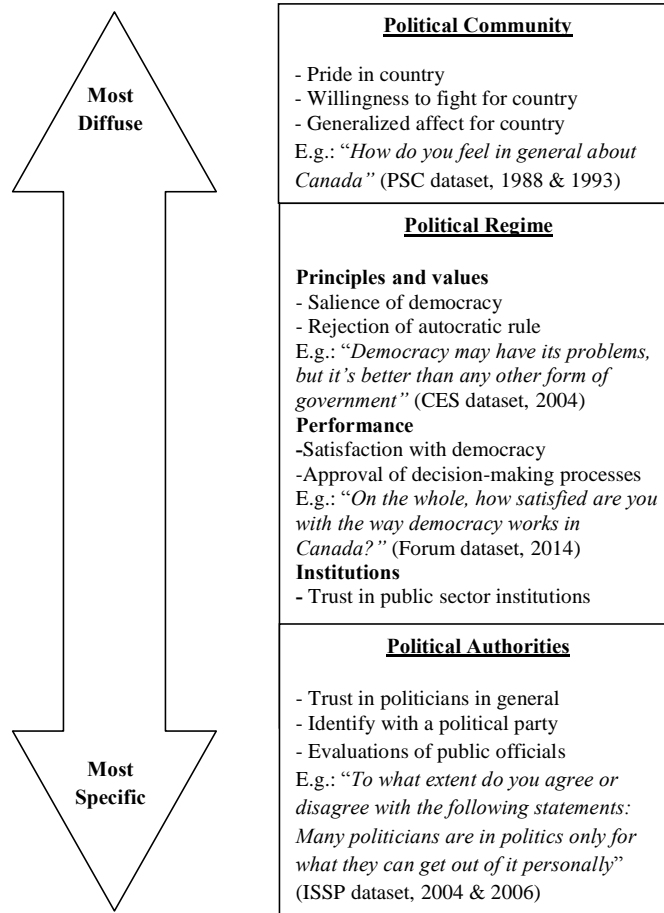 Most
Diffuse
Political Community
- Pride in country
- Willingness to fight for country
- Generalized affect for country
E.g.: “How do you feel in general about
Canada” (PSC dataset, 1988 & 1993)
Political Regime
Principles and values
- Salience of democracy
- Rejection of autocratic rule
E.g.: “Democracy may have its problems,
but it’s better than any other form of
government” (CES dataset, 2004)
Performance
-Satisfaction with democracy
-Approval of decision-making processes
E.g.: “On the whole, how satisfied are you
with the way democracy works in
Canada?” (Forum dataset, 2014)
Institutions
- Trust in public sector institutions
Political Authorities
- Trust in politicians in general
- Identify with a political party
- Evaluations of public officials
E.g.: “To what extent do you agree or
disagree with the following statements:
Many politicians are in politics only for
what they can get out of it personally”
(ISSP dataset, 2004 & 2006)
Most
Specific